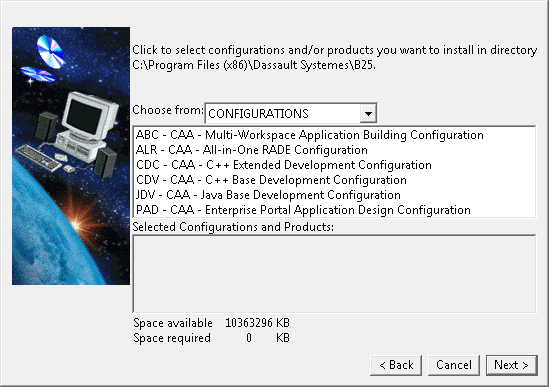 Click to select configurations and/or products you want to install in directory
C:\Program Files (x86)\Dassault Systemes\B25.
Choose from: CONFIGURATIONS
ABC - CAA - Multi-Workspace Application Building Configuration
ALR - CAA - All-in-One RADE Configuration
CDC - CAA - C++ Extended Development Configuration
CDV - CAA - C++ Base Development Configuration
JDV - CAA - Java Base Development Configuration
PAD - CAA - Enterprise Portal Application Design Configuration
Selected Configurations and Products:
Space available 10363296 KB
Space required 0 KB
< Back Cancel Next >